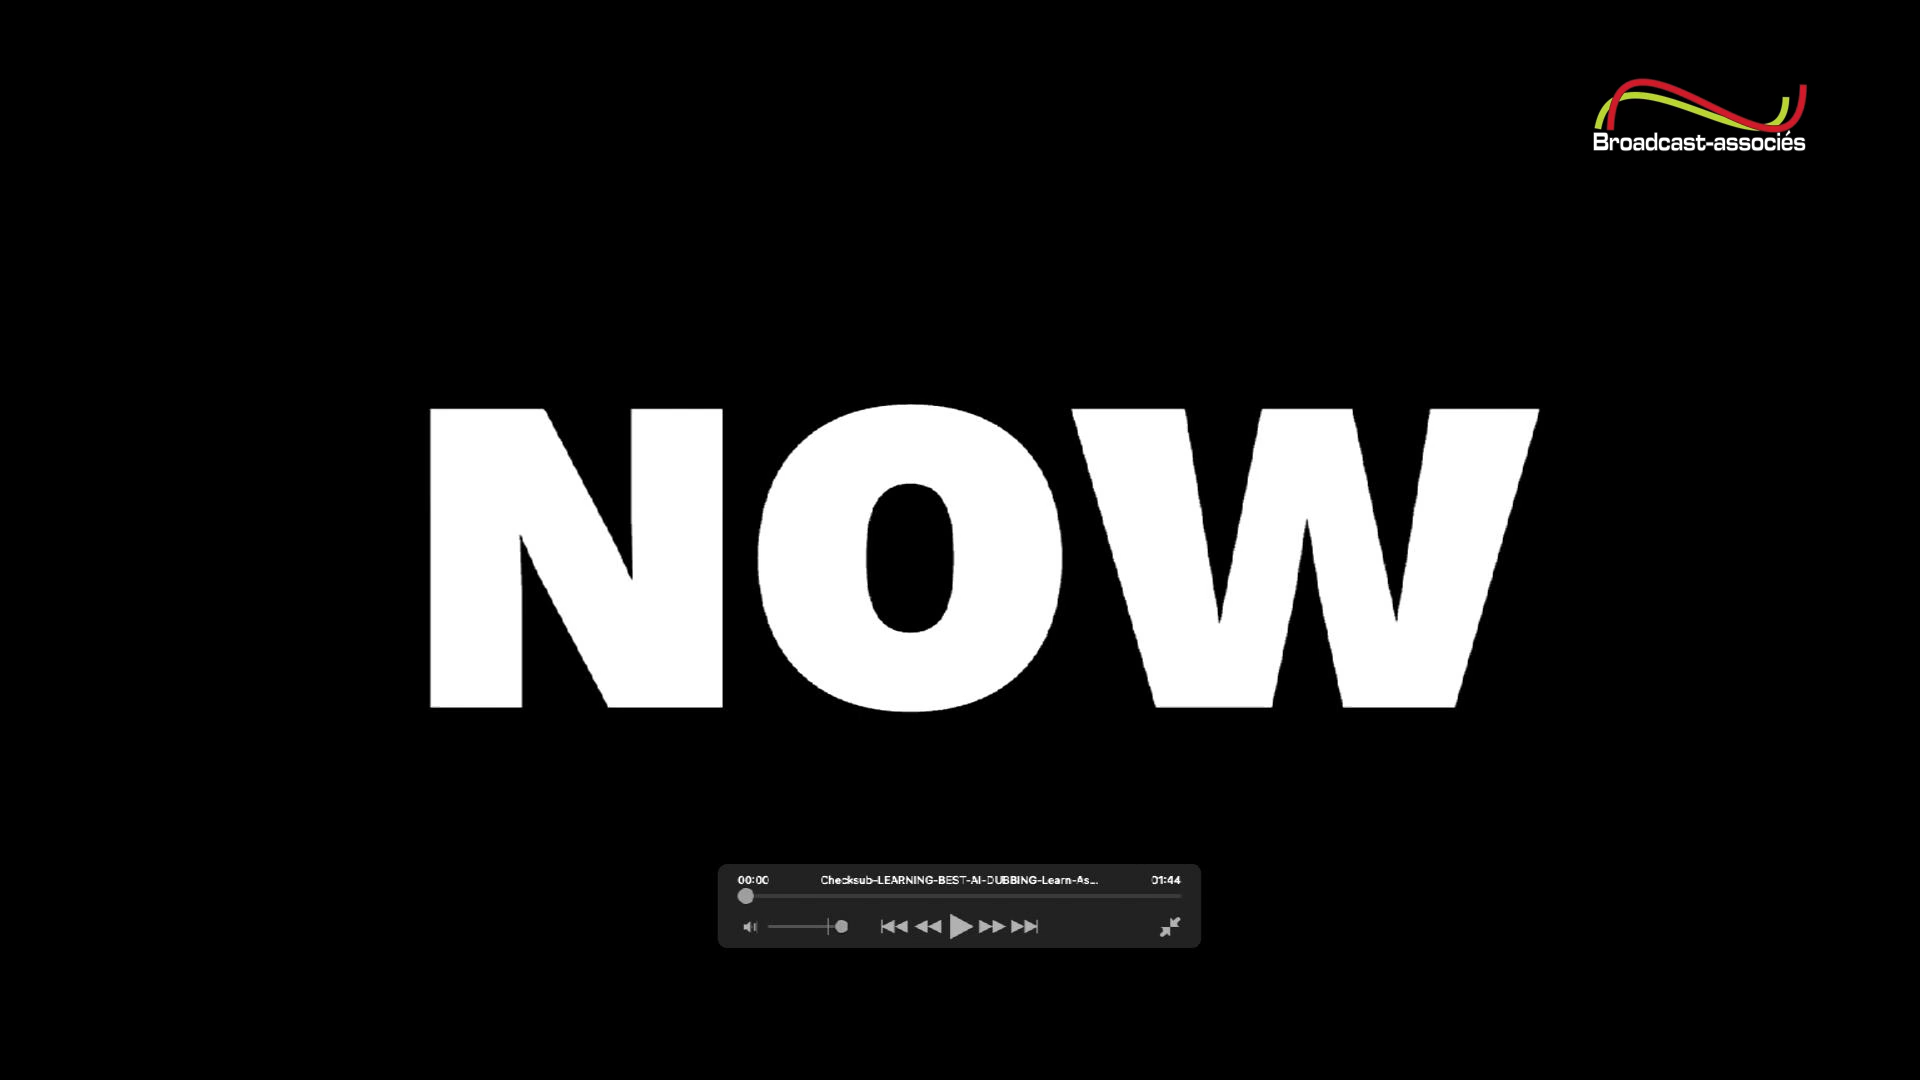 Broadcast-associés
NOW
00:00 Checksub-LEARNING-BEST-AI-DUBBING-Learn-As... 01:44